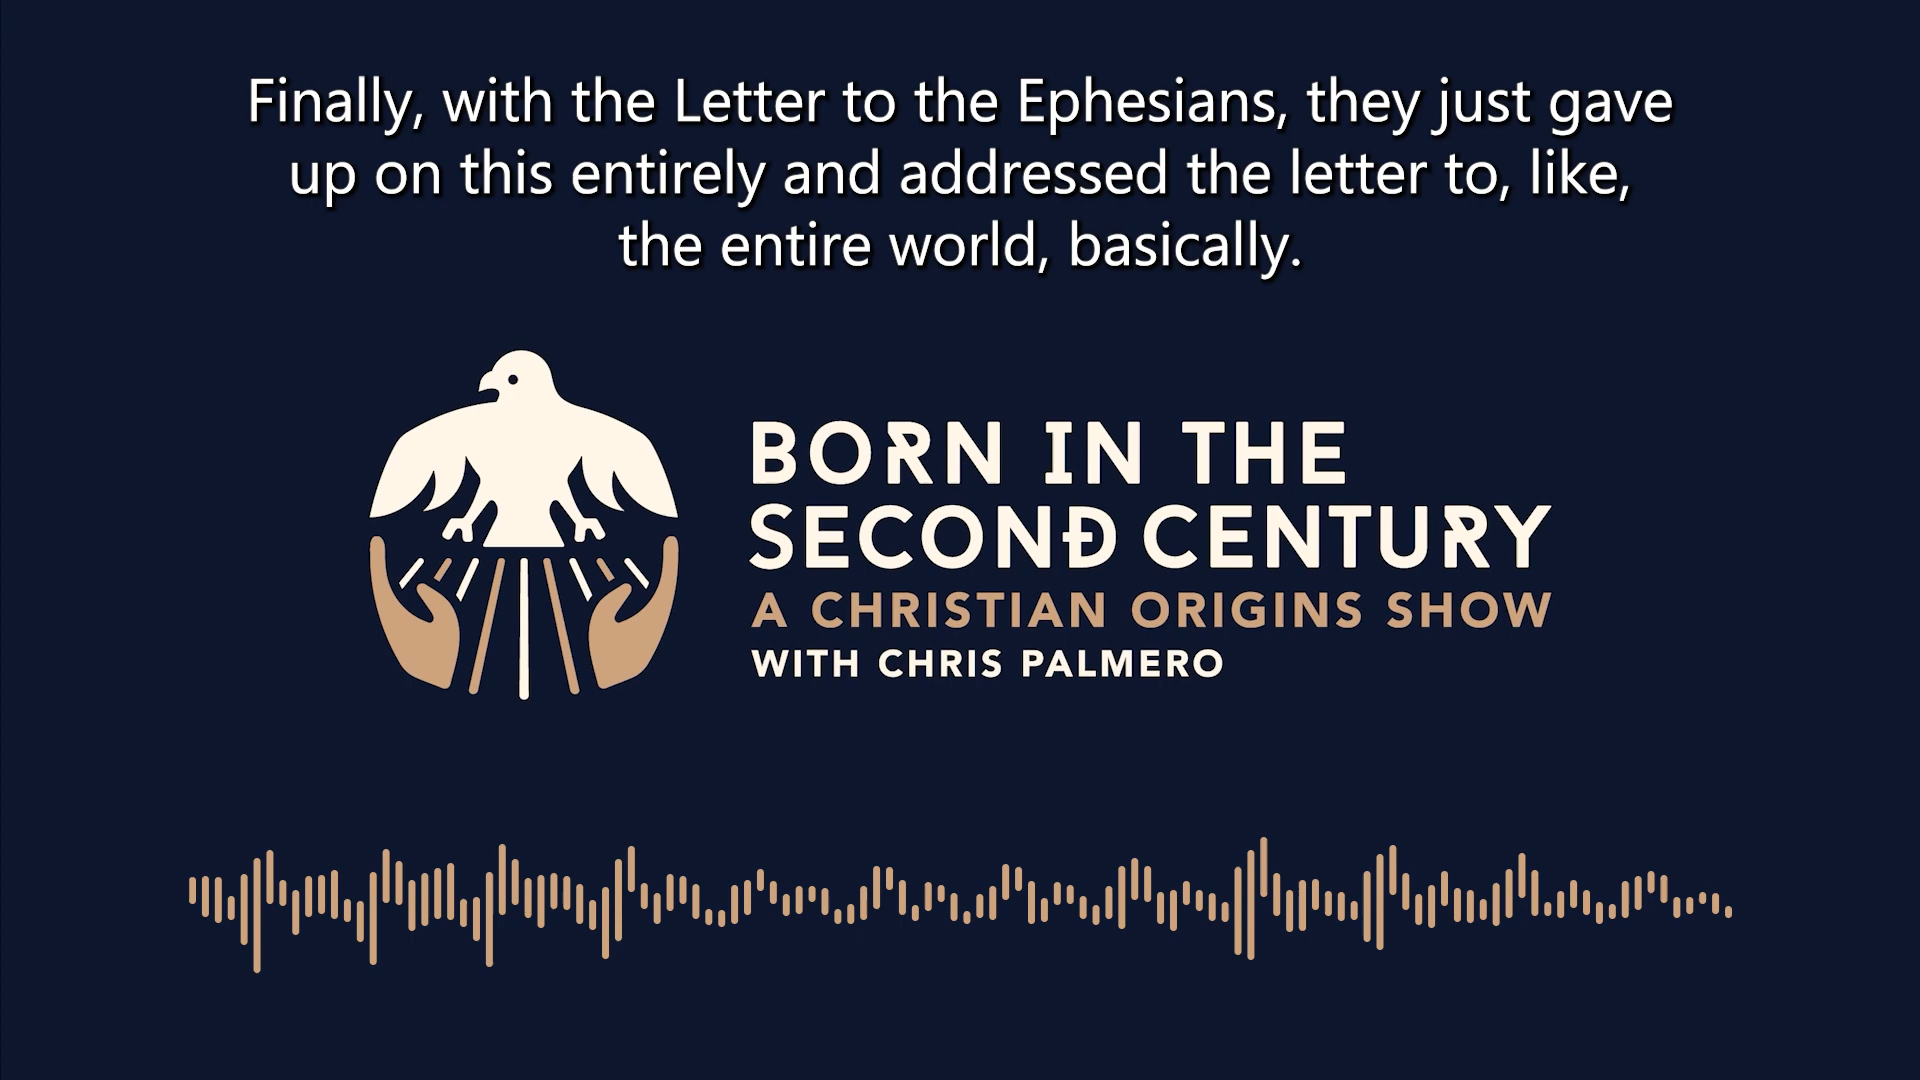 Finally, with the Letter to the Ephesians, they just gave
up on this entirely and addressed the letter to, like,
the entire world, basically.
BORN IN THE
SECOND CENTURY
A CHRISTIAN ORIGINS SHOW
WITH CHRIS PALMERO